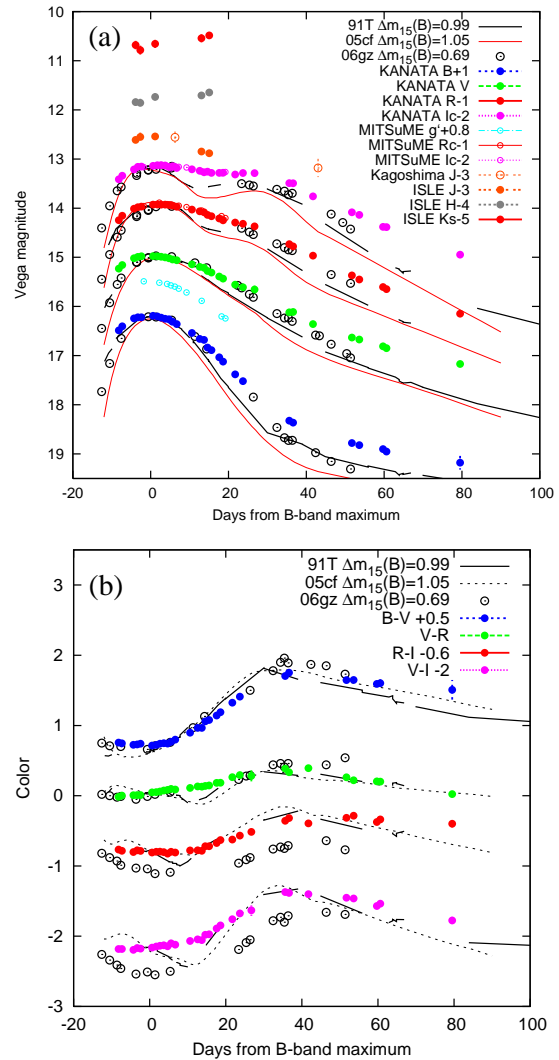 (a)
91T Δm15(B)=0.99
05cf Δm15(B)=1.05
06gz Δm15(B)=0.69
KANATA B+1
KANATA V
KANATA R-1
KANATA Ic-2
MITSuME g'+0.8
MITSuME Rc-1
MITSuME Ic-2
Kagoshima J-3
ISLE J-3
ISLE H-4
ISLE Ks-5
10
11
12
13
14
15
16
17
18
19
Vega magnitude
-20 0 20 40 60 80 100
Days from B-band maximum
(b)
91T Δm15(B)=0.99
05cf Δm15(B)=1.05
06gz Δm15(B)=0.69
B-V +0.5
V-R
R-I -0.6
V-I -2
3
2
1
0
-1
-2
-3
Color
-20 0 20 40 60 80 100
Days from B-band maximum